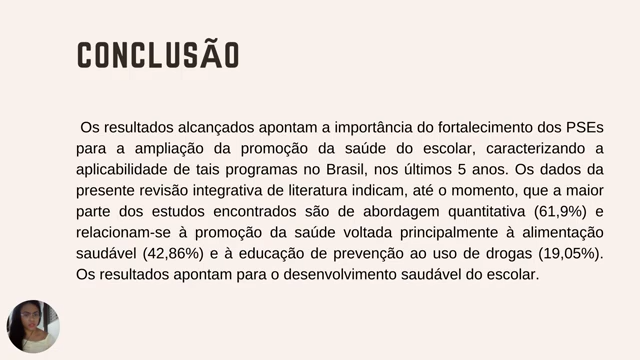 CONCLUSÃO
Os resultados alcançados apontam a importância do fortalecimento dos PSEs
para a ampliação da promoção da saúde do escolar, caracterizando a
aplicabilidade de tais programas no Brasil, nos últimos 5 anos. Os dados da
presente revisão integrativa de literatura indicam, até o momento, que a maior
parte dos estudos encontrados são de abordagem quantitativa (61,9%) e
relacionam-se à promoção da saúde voltada principalmente à alimentação
saudável (42,86%) e à educação de prevenção ao uso de drogas (19,05%).
Os resultados apontam para o desenvolvimento saudável do escolar.